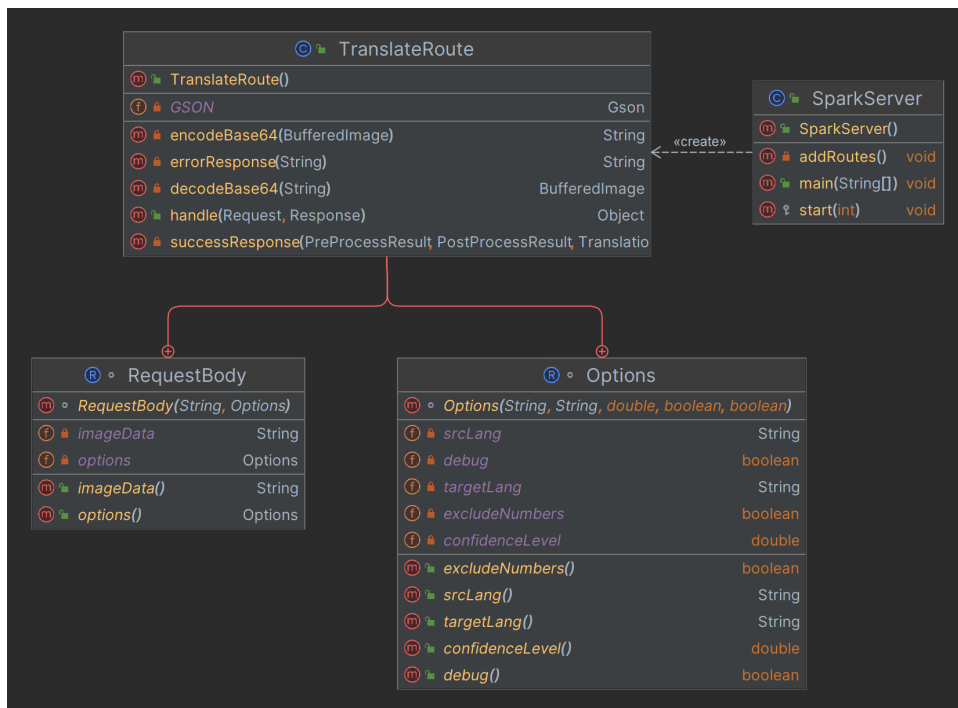 TranslateRoute
TranslateRoute()
GSON Gson
encodeBase64(BufferedImage) String
errorResponse(String) String
decodeBase64(String) BufferedImage
handle(Request, Response) Object
successResponse(PreProcessResult, PostProcessResult, Translatio
«create»
SparkServer
SparkServer()
addRoutes() void
main(String[]) void
start(int) void
RequestBody
RequestBody(String, Options)
imageData String
options Options
imageData() String
options() Options
Options
Options(String, String, double, boolean, boolean)
srcLang String
debug boolean
targetLang String
excludeNumbers boolean
confidenceLevel double
excludeNumbers() boolean
srcLang() String
targetLang() String
confidenceLevel() double
debug() boolean